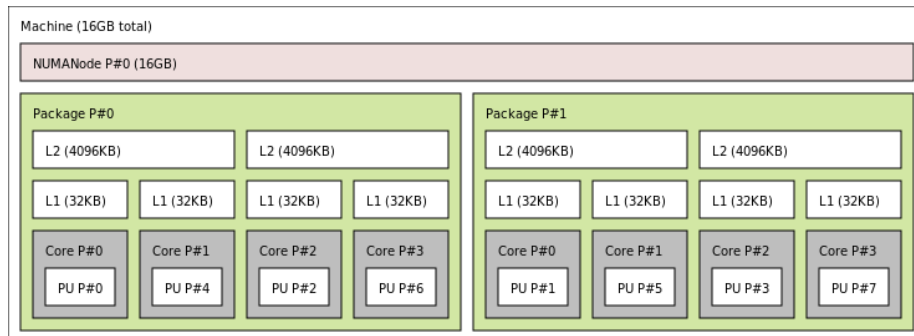 Machine (16GB total)
NUMANode P#0 (16GB)
Package P#0
L2 (4096KB) L2 (4096KB)
L1 (32KB) L1 (32KB) L1 (32KB) L1 (32KB)
Core P#0 Core P#1 Core P#2 Core P#3
PU P#0 PU P#4 PU P#2 PU P#6
Package P#1
L2 (4096KB) L2 (4096KB)
L1 (32KB) L1 (32KB) L1 (32KB) L1 (32KB)
Core P#0 Core P#1 Core P#2 Core P#3
PU P#1 PU P#5 PU P#3 PU P#7